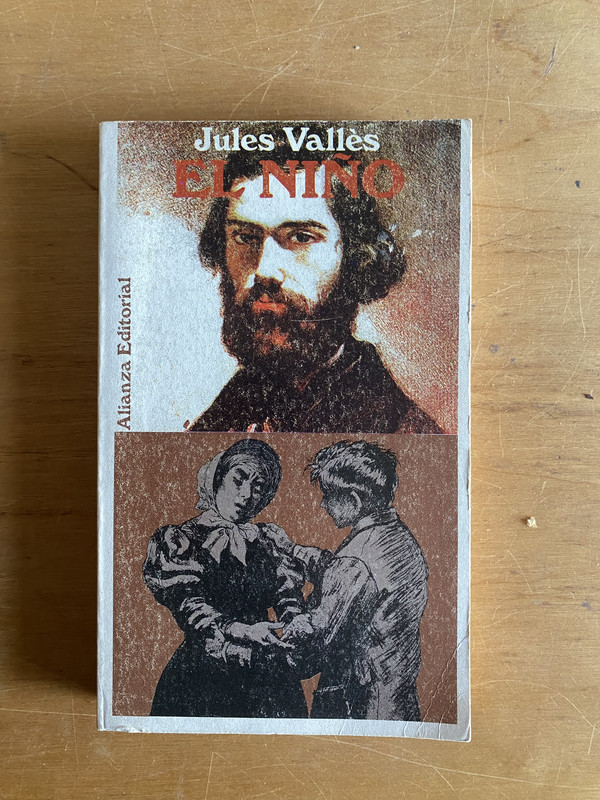 Jules Vallès
EL NIÑO
Alianza Editorial